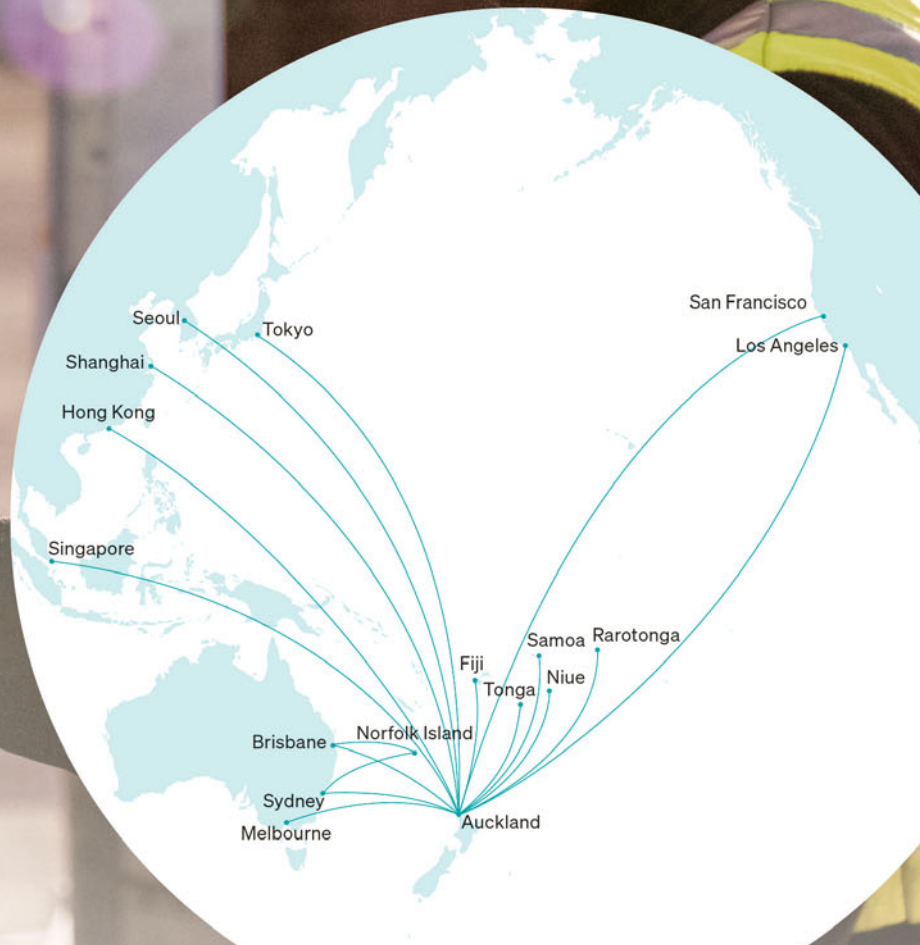 San Francisco
Seoul
Tokyo
Los Angeles
Shanghai
Hong Kong
Singapore
Samoa
Rarotonga
Fiji
Niue
Tonga
Norfolk Island
Brisbane
Sydney
Auckland
Melbourne